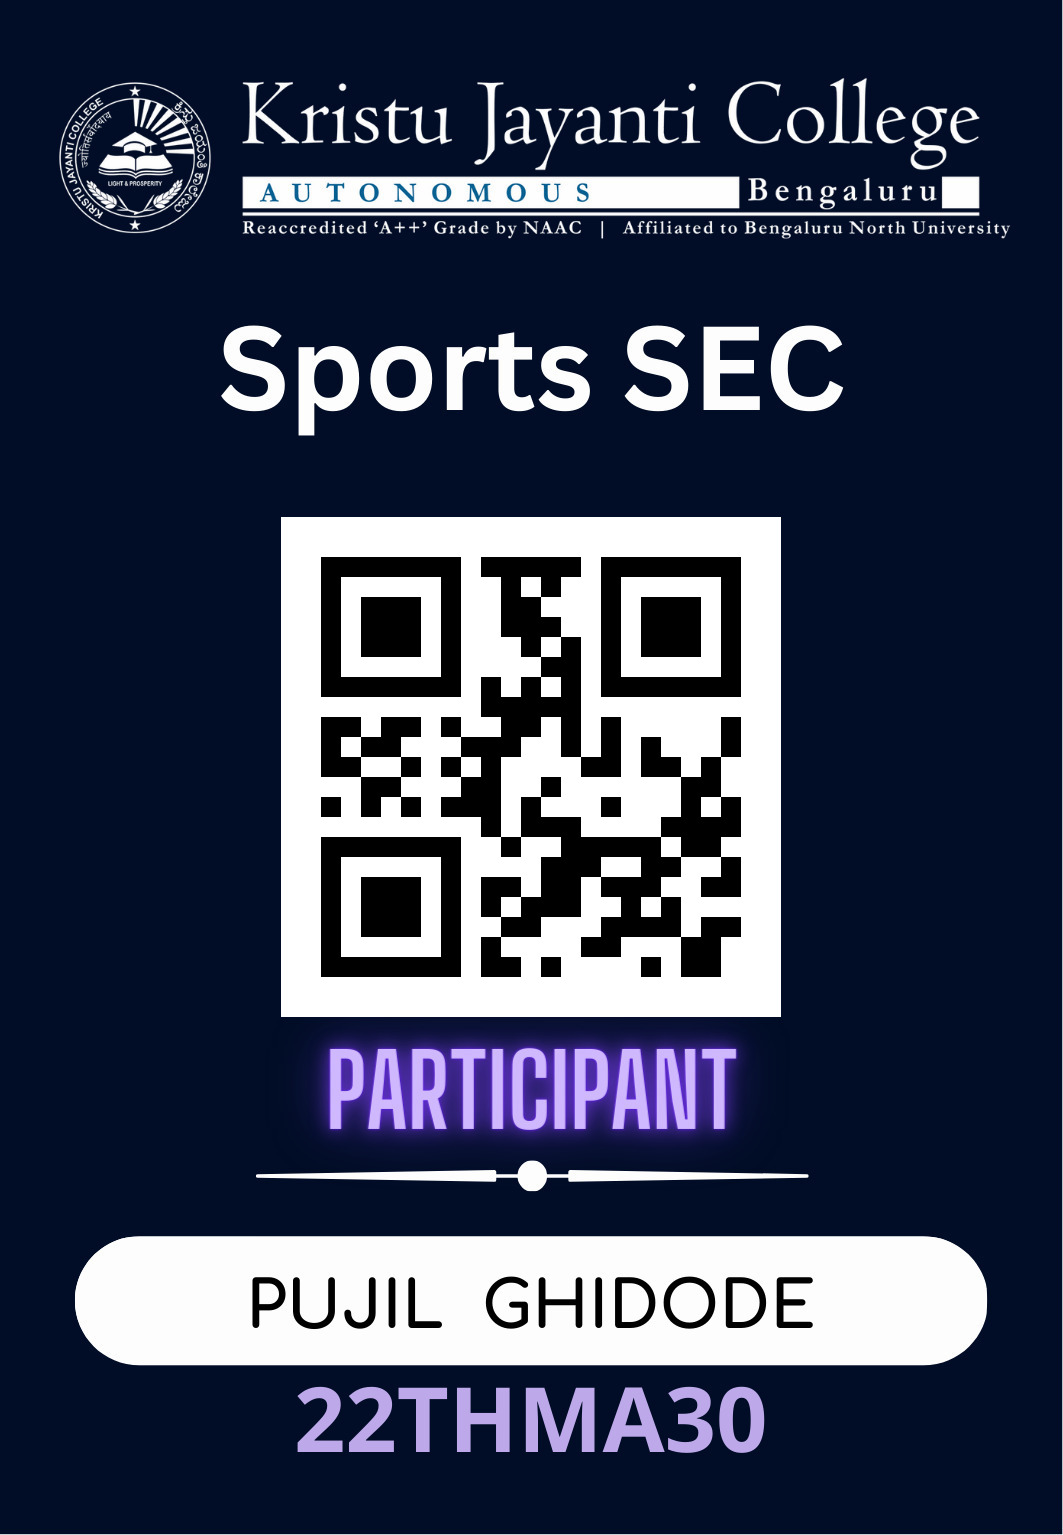 KRISTU JAYANTI COLLEGE
ಕ್ರಿಸ್ತು ಜಯಂತಿ ಕಾಲೇಜು
LIGHT & PROSPERITY
Kristu Jayanti College
AUTONOMOUS Bengaluru
Reaccredited ‘A++’ Grade by NAAC | Affiliated to Bengaluru North University
Sports SEC
PARTICIPANT
PUJIL GHIDODE
22THMA30